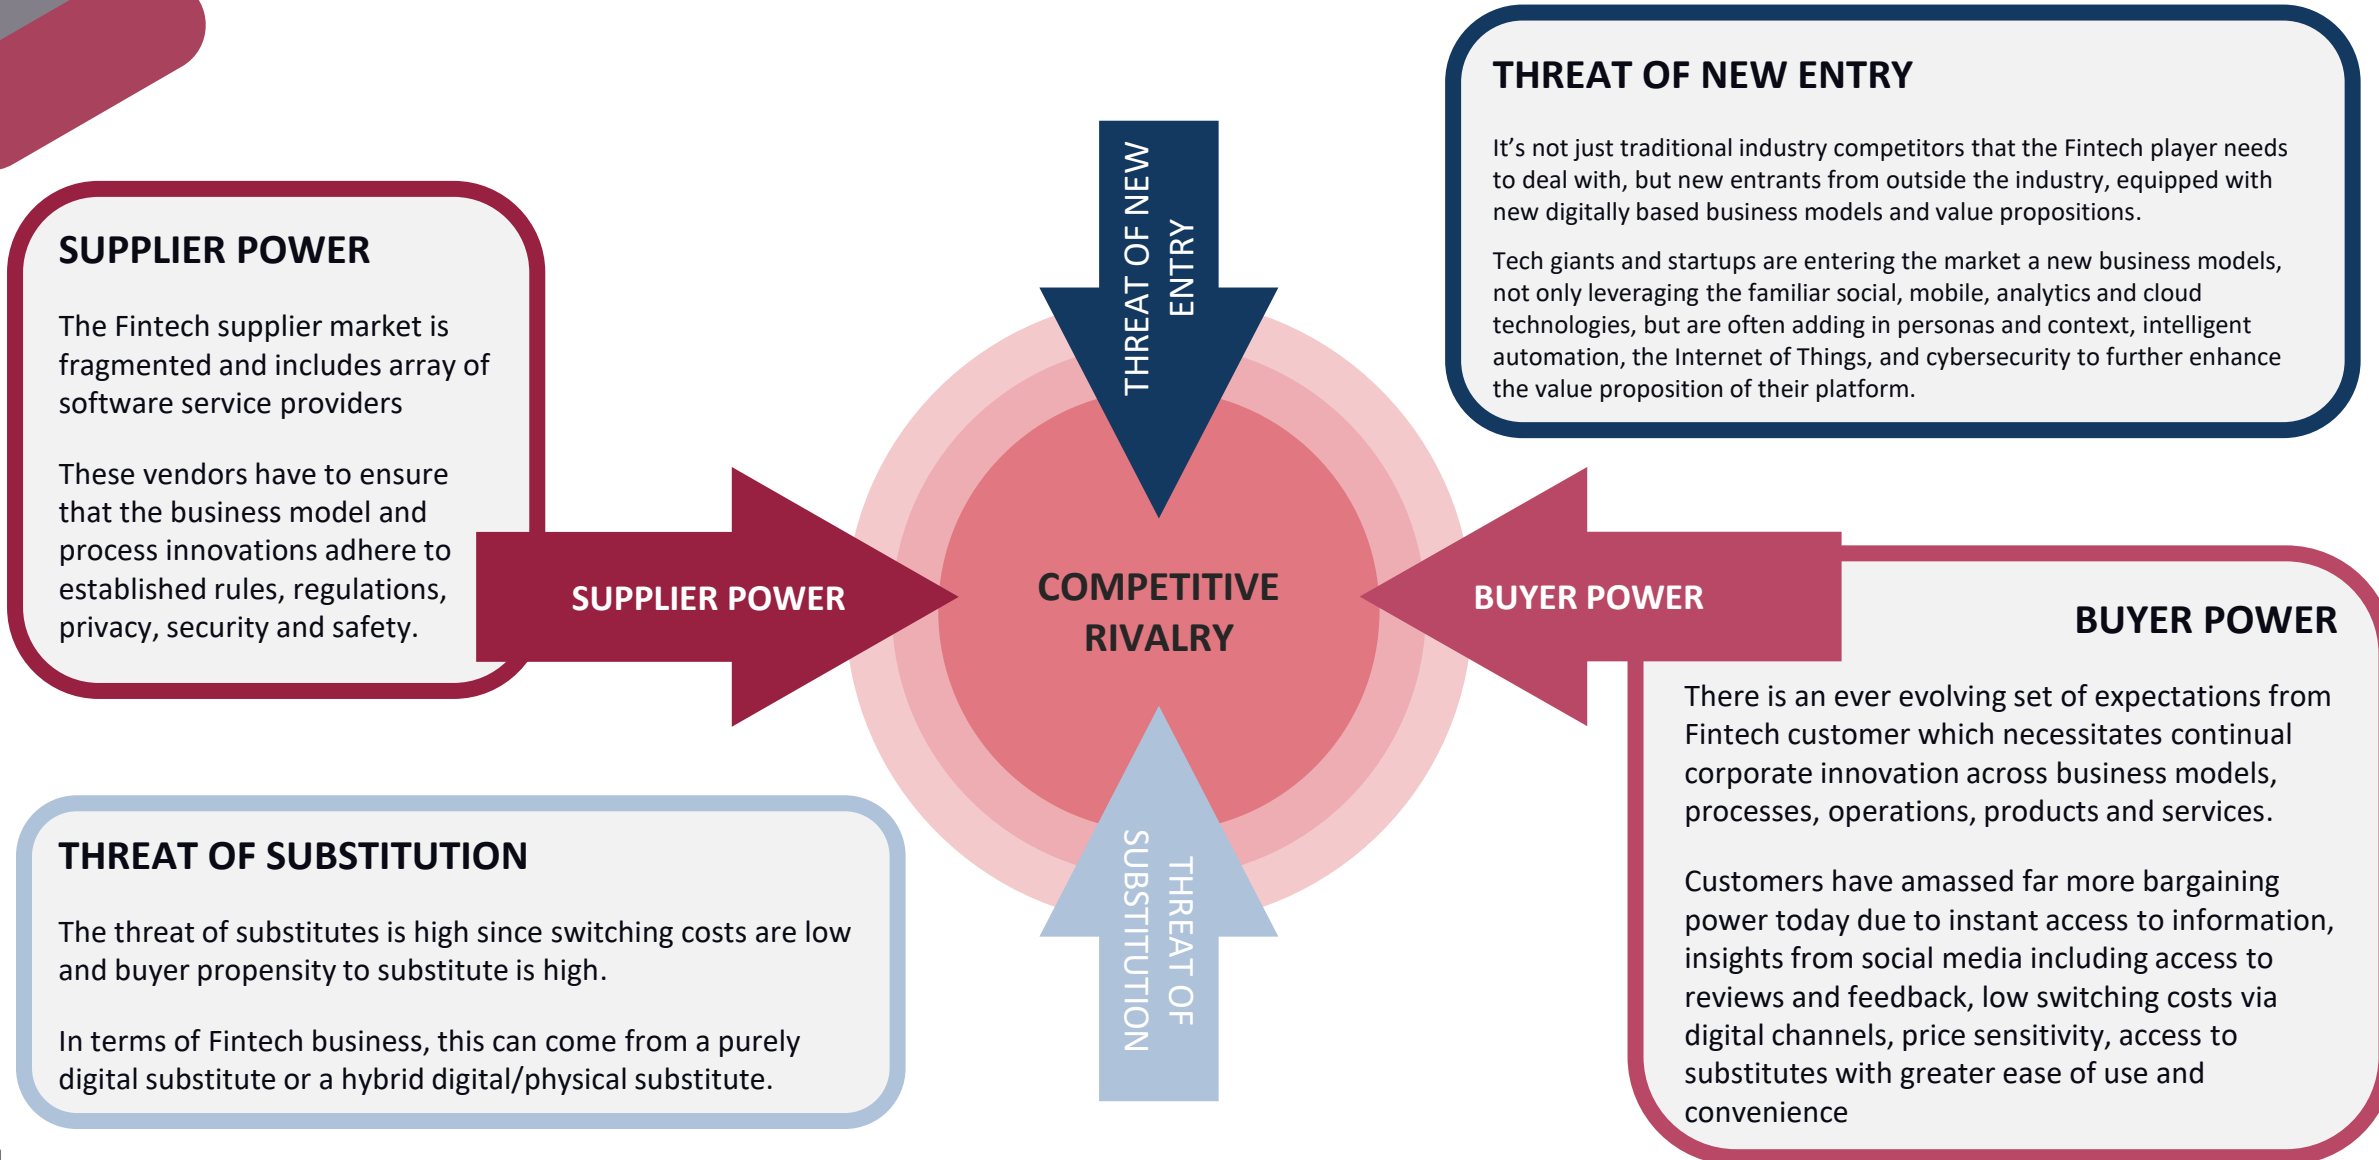 THREAT OF NEW ENTRY
It’s not just traditional industry competitors that the Fintech player needs
to deal with, but new entrants from outside the industry, equipped with
new digitally based business models and value propositions.
Tech giants and startups are entering the market a new business models,
not only leveraging the familiar social, mobile, analytics and cloud
technologies, but are often adding in personas and context, intelligent
automation, the Internet of Things, and cybersecurity to further enhance
the value proposition of their platform.
THREAT OF NEW
ENTRY
SUPPLIER POWER
The Fintech supplier market is
fragmented and includes array of
software service providers
These vendors have to ensure
that the business model and
process innovations adhere to
established rules, regulations,
privacy, security and safety.
SUPPLIER POWER
COMPETITIVE
RIVALRY
BUYER POWER
BUYER POWER
There is an ever evolving set of expectations from
Fintech customer which necessitates continual
corporate innovation across business models,
processes, operations, products and services.
Customers have amassed far more bargaining
power today due to instant access to information,
insights from social media including access to
reviews and feedback, low switching costs via
digital channels, price sensitivity, access to
substitutes with greater ease of use and
convenience
THREAT OF SUBSTITUTION
The threat of substitutes is high since switching costs are low
and buyer propensity to substitute is high.
In terms of Fintech business, this can come from a purely
digital substitute or a hybrid digital/physical substitute.
THREAT OF
SUBSTITUTION